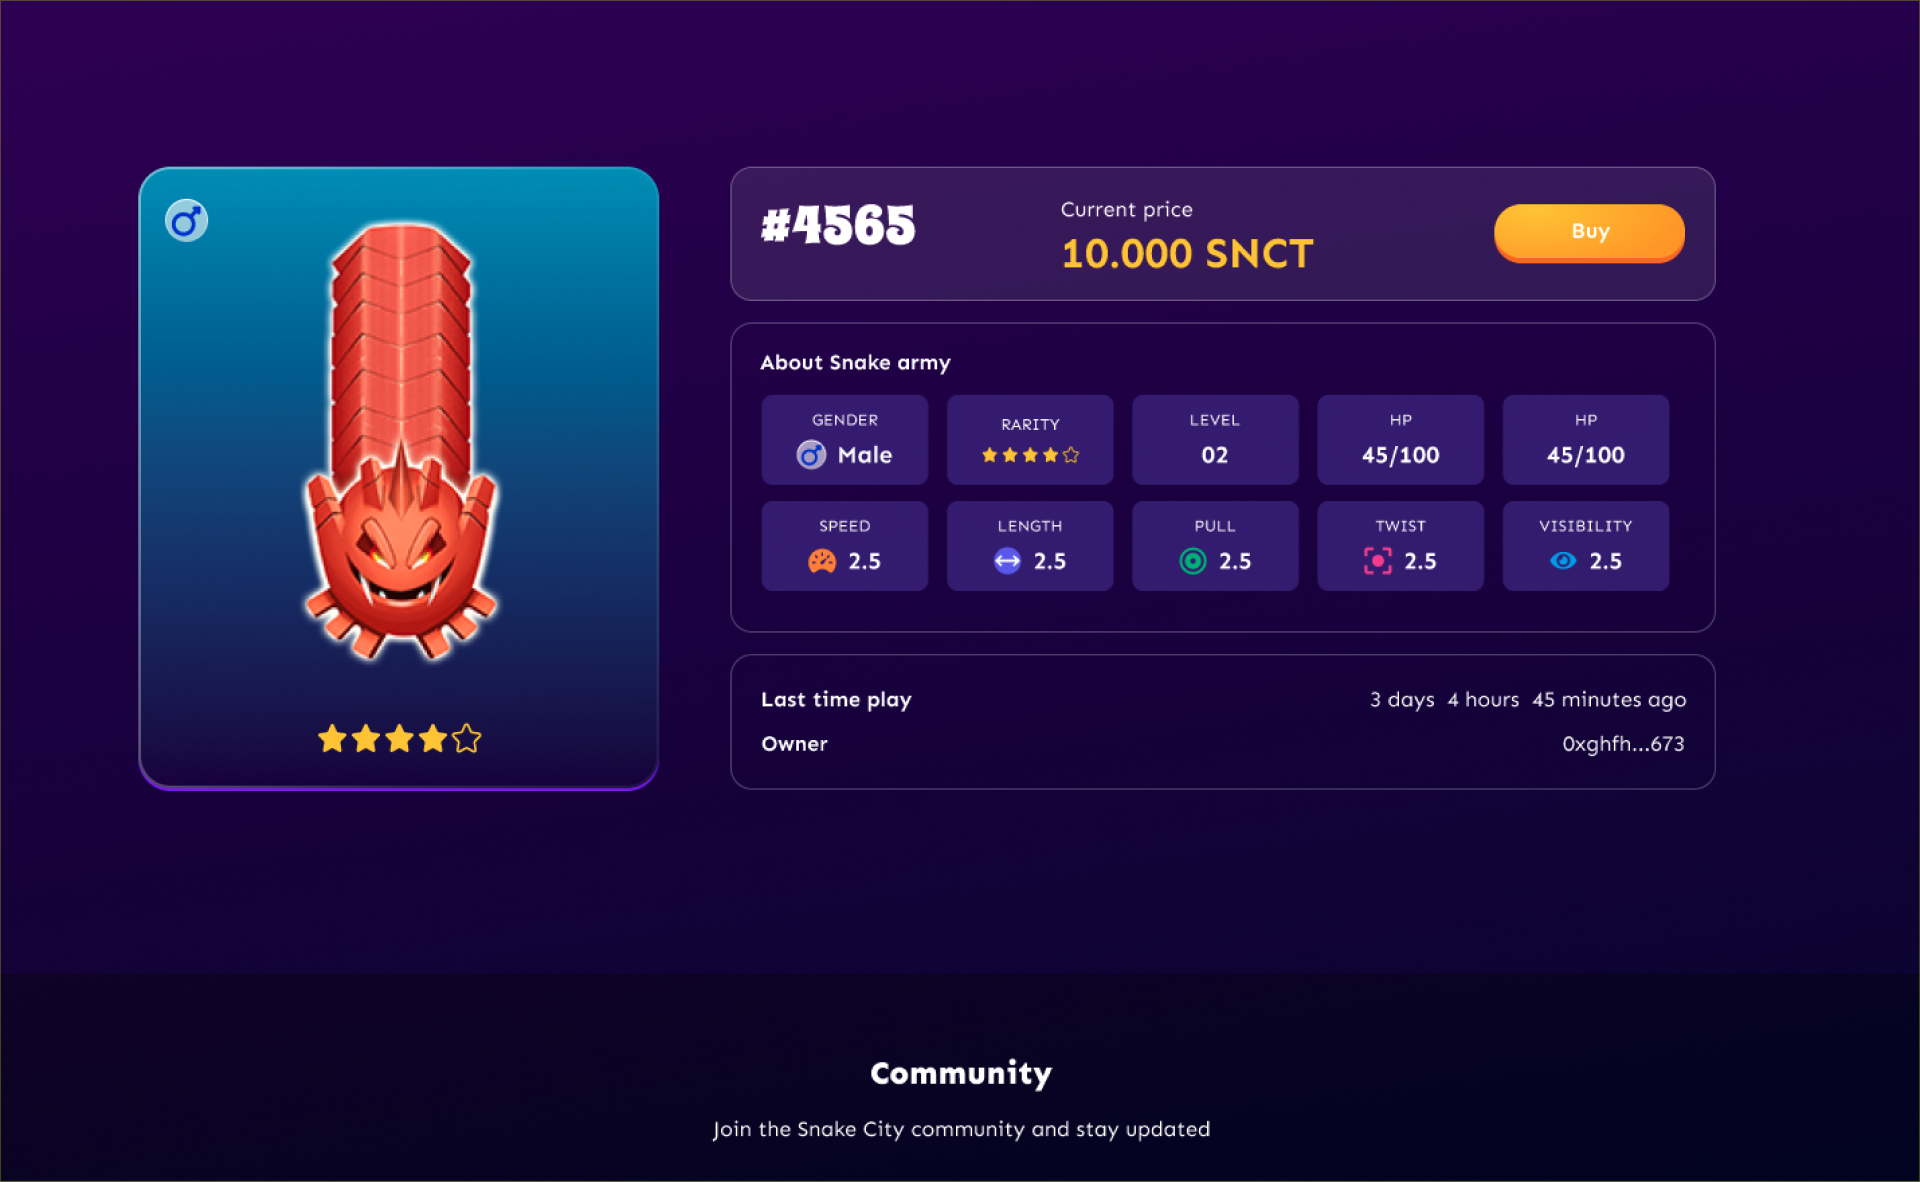 #4565
Current price
10.000 SNCT
Buy
About Snake army
GENDER
Male
RARITY
LEVEL
02
HP
45/100
HP
45/100
SPEED
2.5
LENGTH
2.5
PULL
2.5
TWIST
2.5
VISIBILITY
2.5
Last time play
3 days 4 hours 45 minutes ago
Owner
0xghfh...673
Community
Join the Snake City community and stay updated